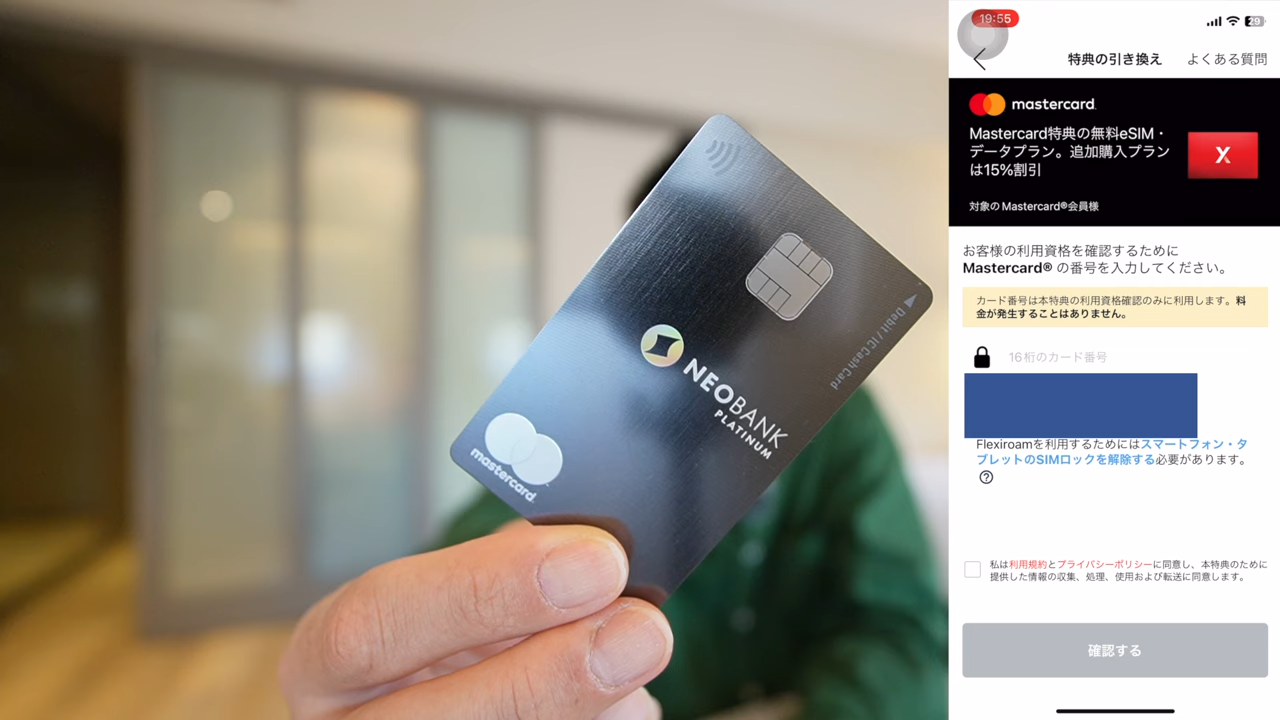 Debit / IC Cash Card
NEOBANK
PLATINUM
mastercard.
19:55
29
特典の引き換え
よくある質問
mastercard.
Mastercard特典の無料eSIM・
データプラン。追加購入プラン
は15%割引
X
対象のMastercard®会員様
お客様の利用資格を確認するために
Mastercard® の番号を入力してください。
カード番号は本特典の利用資格確認のみに利用します。料
金が発生することはありません。
16桁のカード番号
Flexiroamを利用するためにはスマートフォン・タ
ブレットのSIMロックを解除する必要があります。
?
私は利用規約とプライバシーポリシーに同意し、本特典のために
提供した情報の収集、処理、使用および転送に同意します。
確認する